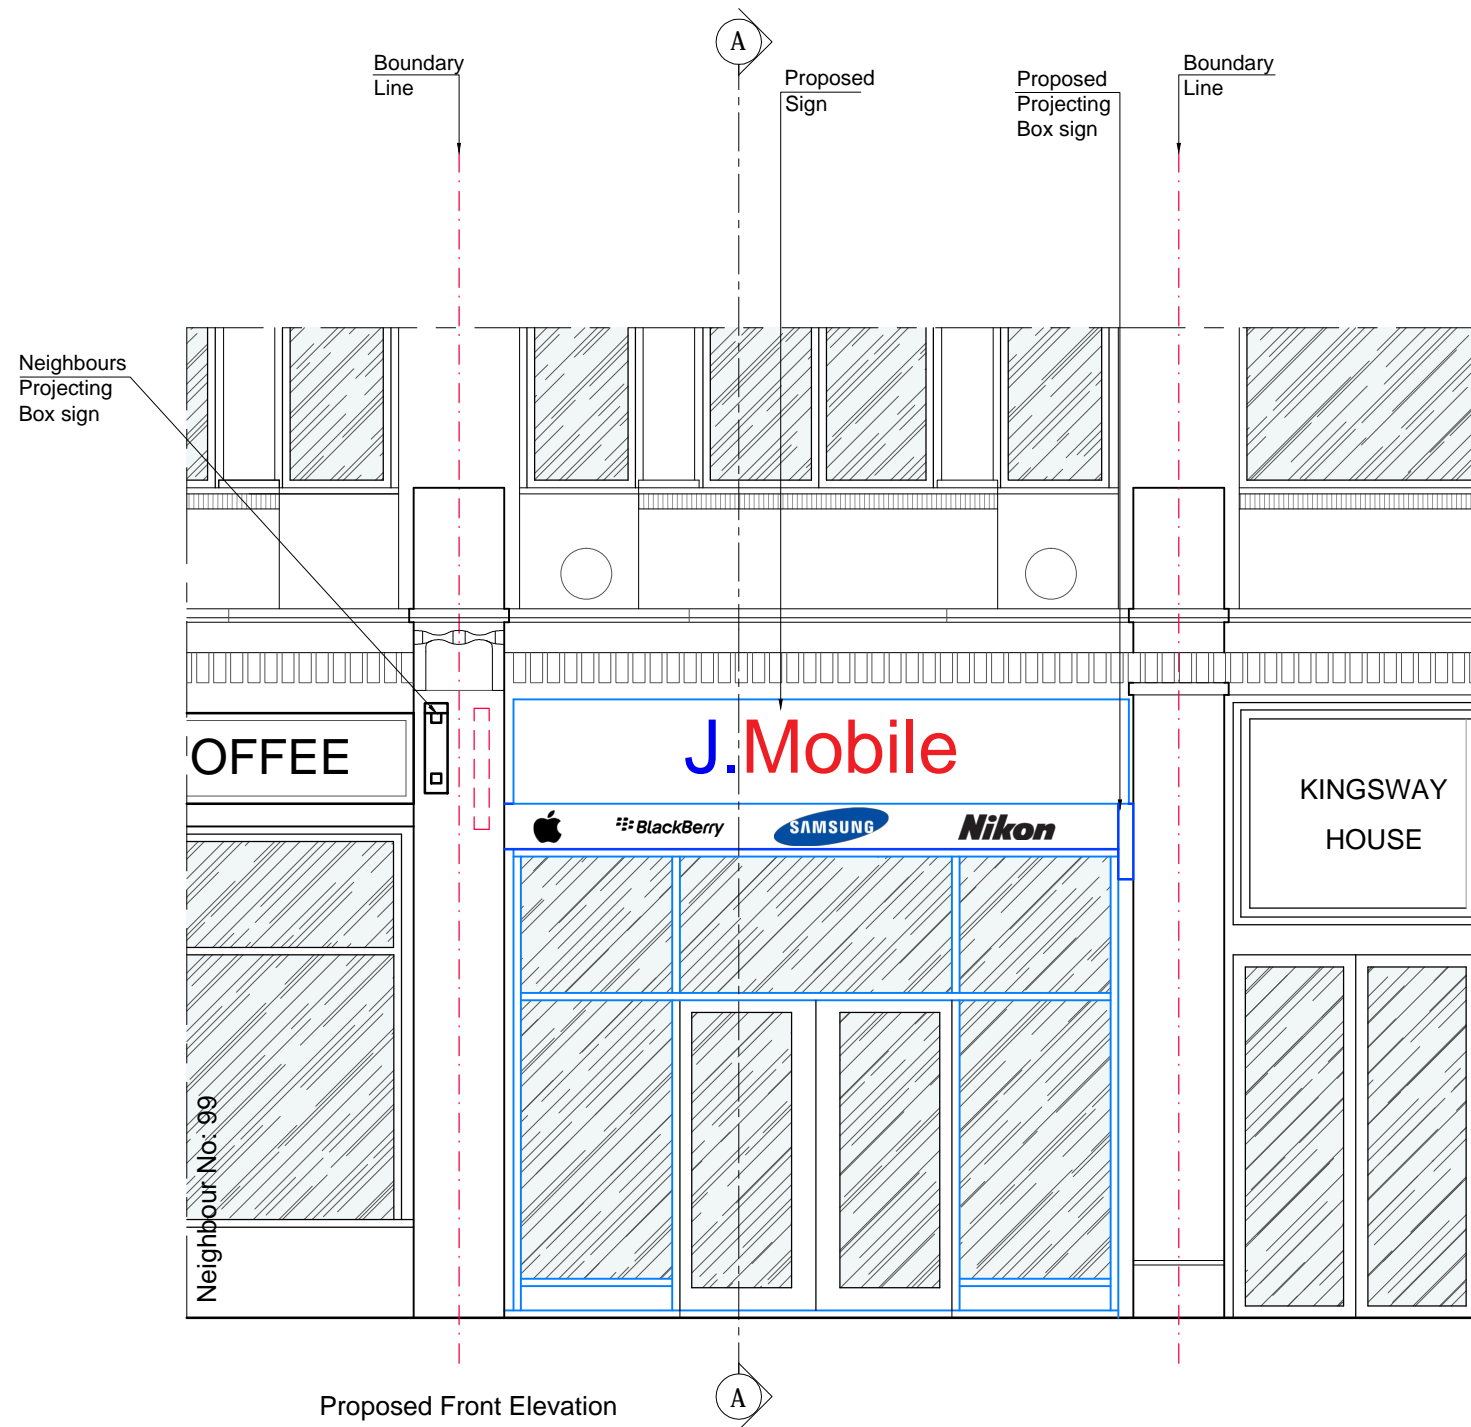 A
Boundary
Line
Proposed
Sign
Proposed
Projecting
Box sign
Boundary
Line
Neighbours
Projecting
Box sign
OFFEE
J.Mobile
BlackBerry
SAMSUNG
Nikon
KINGSWAY
HOUSE
Neighbour No: 99
Proposed Front Elevation
A